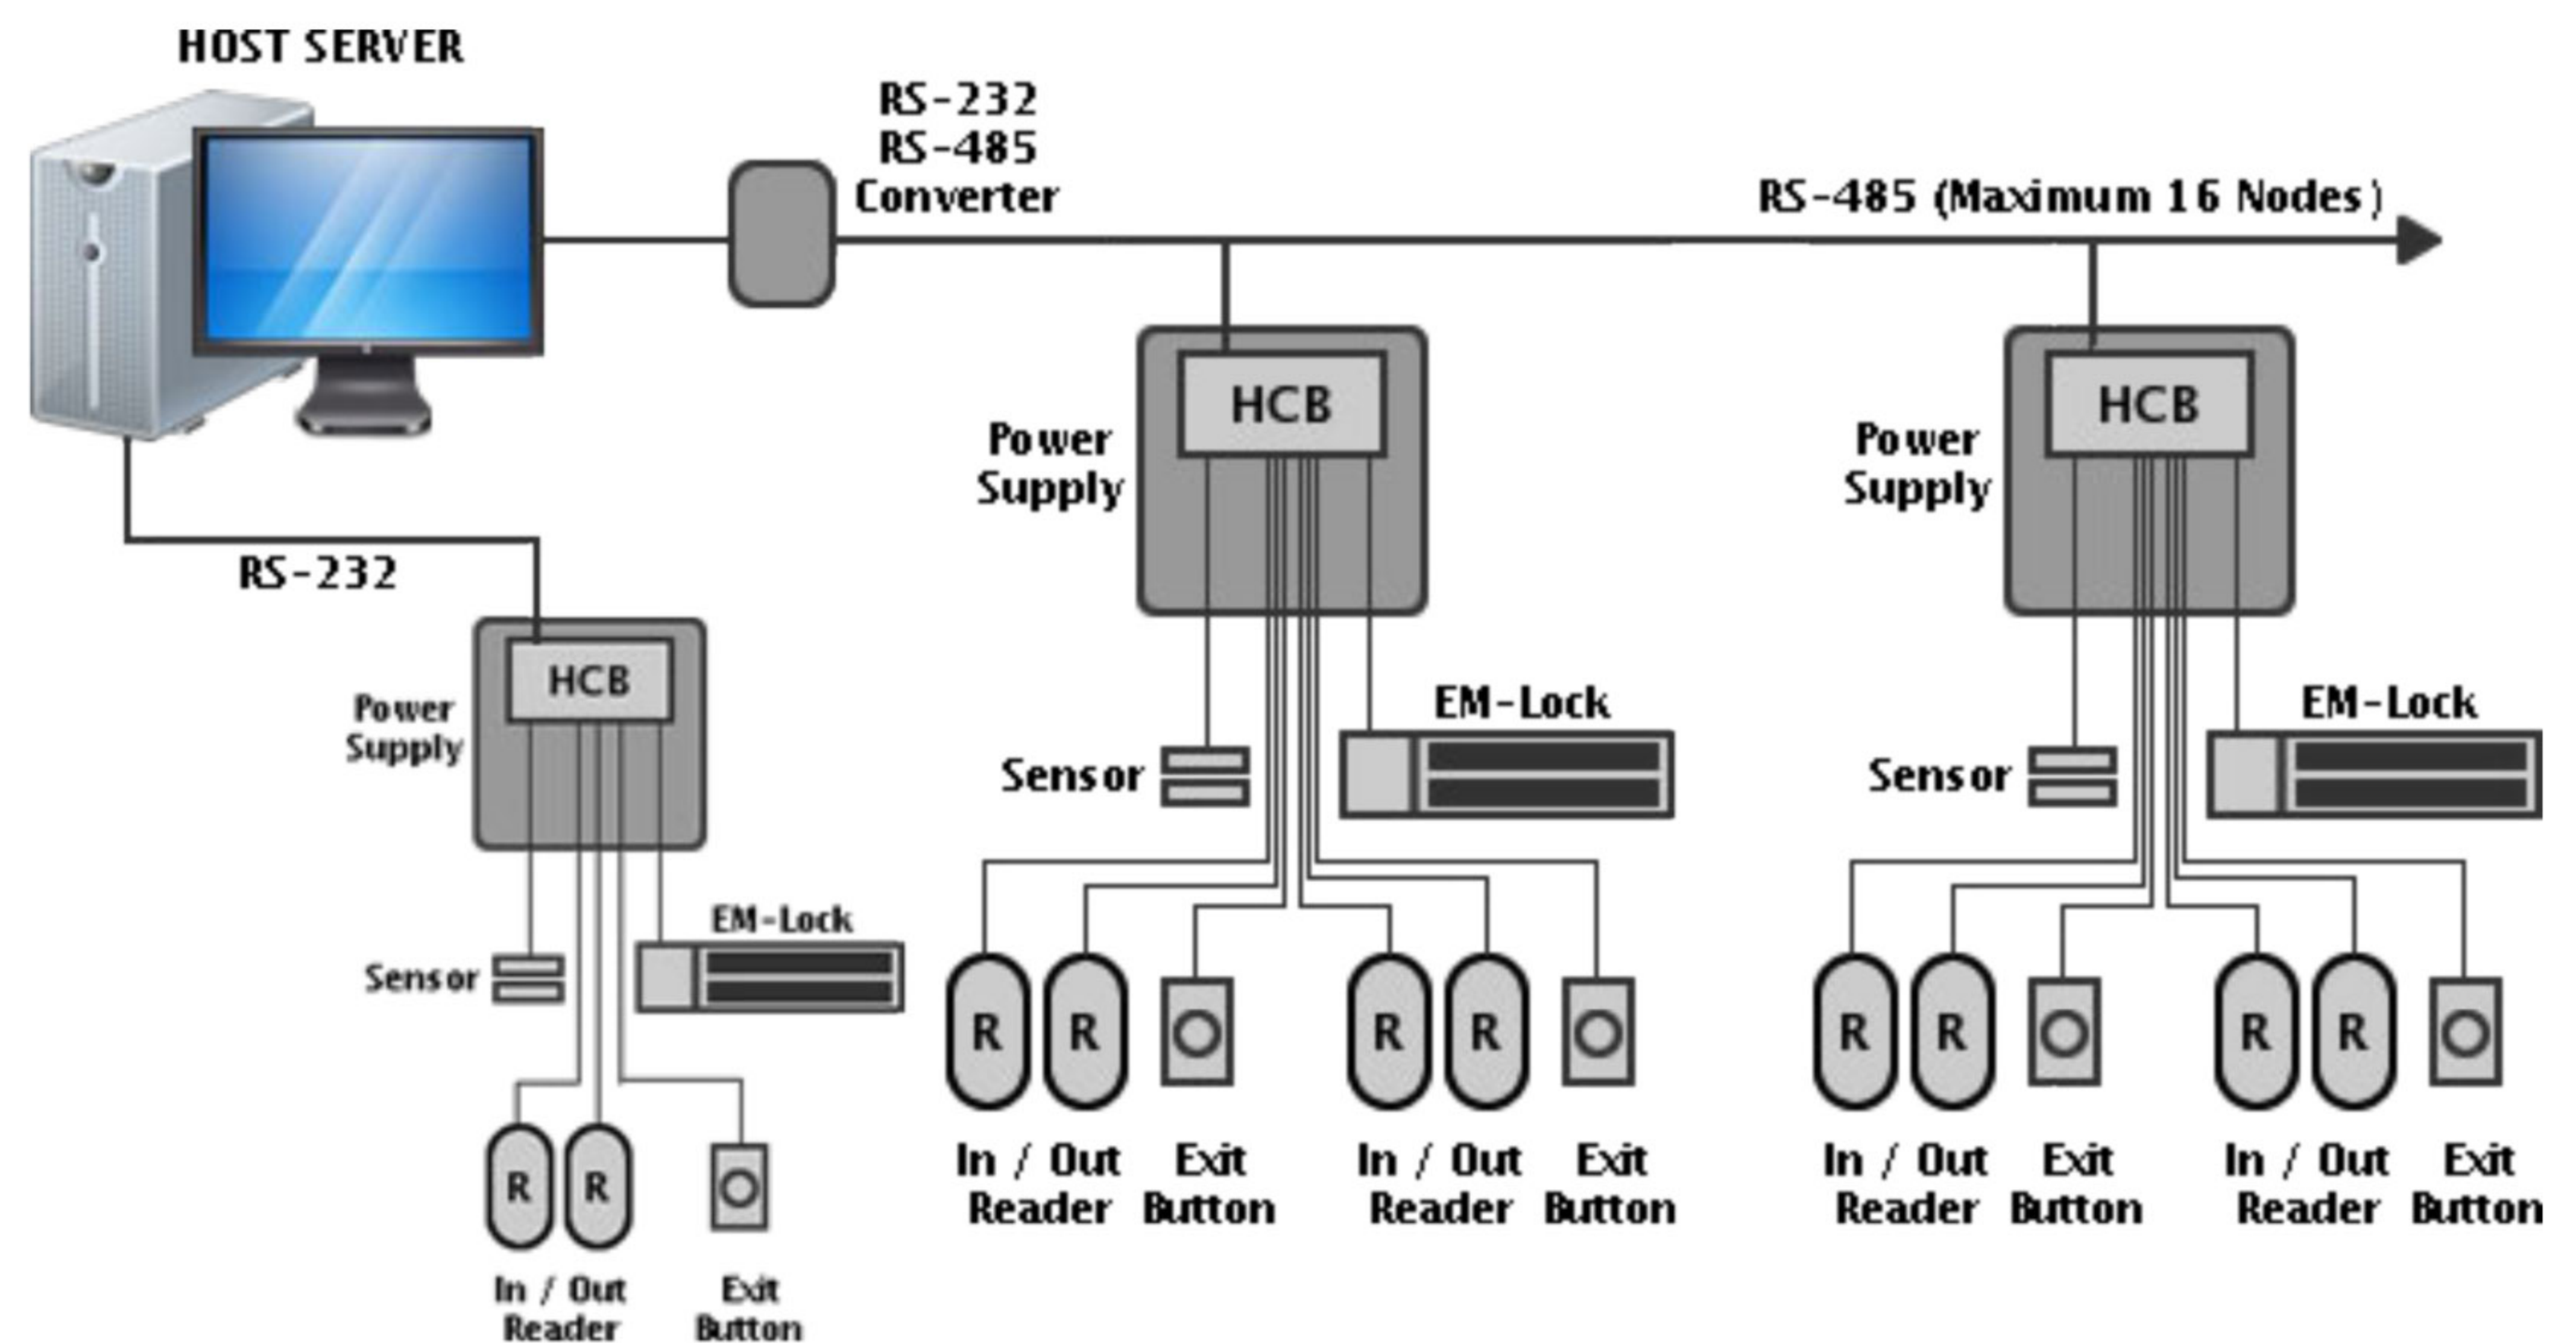 HOST SERVER
RS-232
RS-485
Converter
RS-485 (Maximum 16 Nodes)
RS-232
HCB
Power
Supply
Sensor
EM-Lock
R
R
In / Out
Reader
Exit
Button
HCB
Power
Supply
Sensor
EM-Lock
R
R
R
R
In / Out
Reader
Exit
Button
In / Out
Reader
Exit
Button
HCB
Power
Supply
Sensor
EM-Lock
R
R
R
R
In / Out
Reader
Exit
Button
In / Out
Reader
Exit
Button